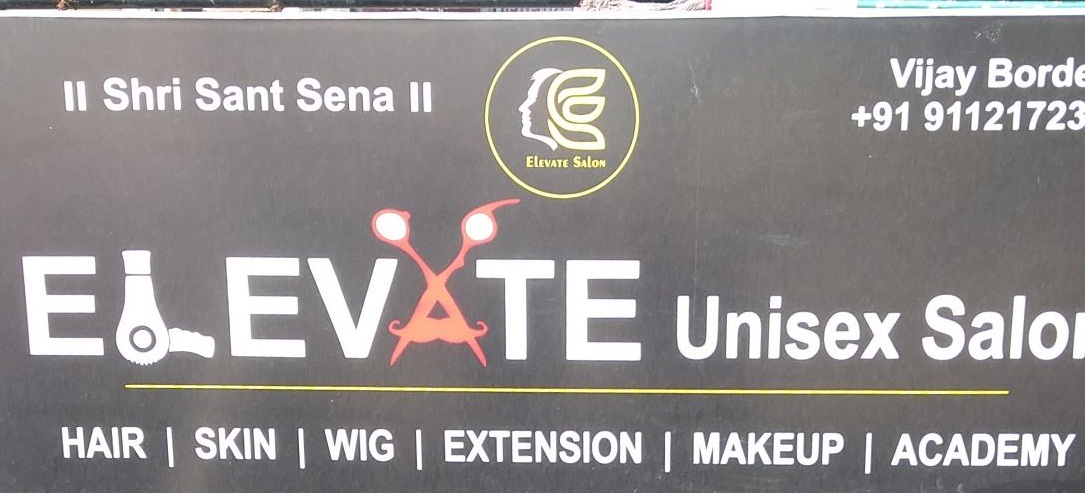 II Shri Sant Sena II
Elevate Salon
Vijay Borde
+91 91121723
ELEVATE Unisex Salon
HAIR | SKIN | WIG | EXTENSION | MAKEUP | ACADEMY